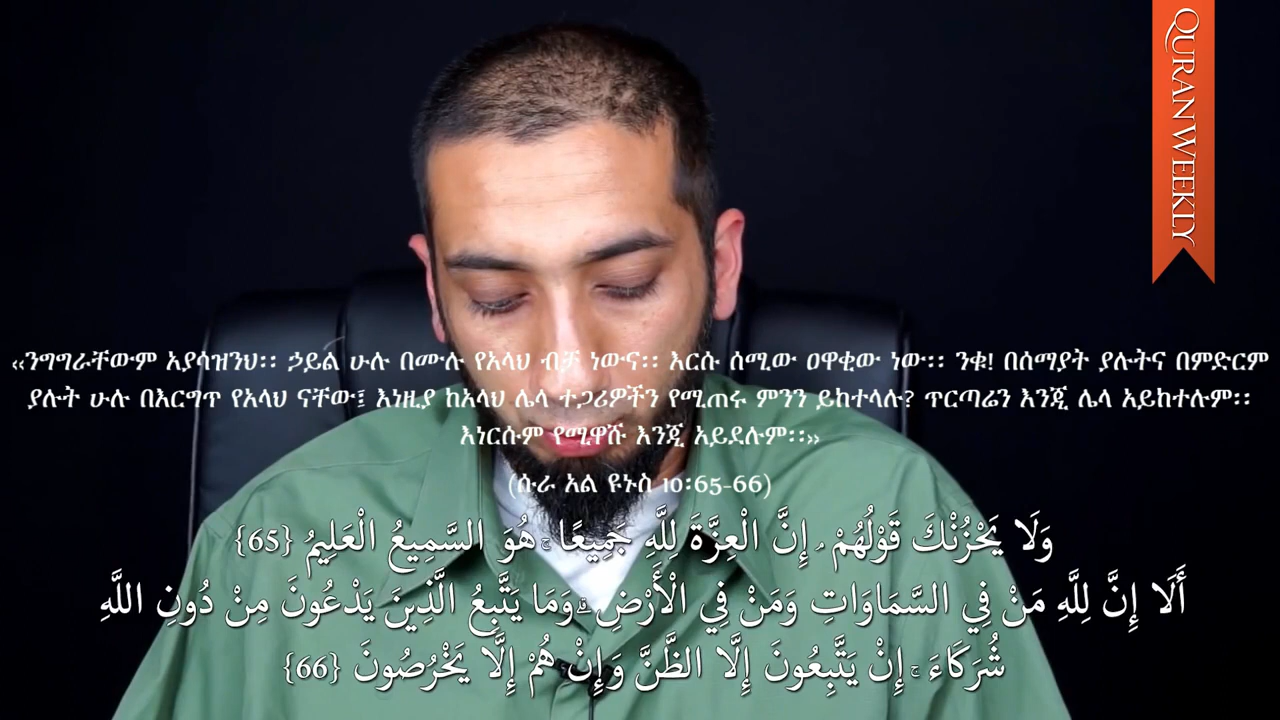 QURANWEEKLY
‹‹ንግግራቸውም አያሳዝንህ፡፡ ኃይል ሁሉ በሙሉ የአላህ ብቻ ነውና፡፡ እርሱ ሰሚው ዐዋቂው ነው፡፡ ንቁ! በሰማያት ያሉትና በምድርም
ያሉት ሁሉ በእርግጥ የአላህ ናቸው፤ እነዚያ ከአላህ ሌላ ተጋሪዎችን የሚጠሩ ምንን ይከተላሉ? ጥርጣሬን እንጂ ሌላ አይከተሉም፡፡
እነርሱም የሚዋሹ እንጂ አይደሉም፡፡››
(ሱራ አል ዩኑስ 10፡65-66)
وَلَا يَحْزُنْكَ قَوْلُهُمْ ۘ إِنَّ الْعِزَّةَ لِلَّهِ جَمِيعًا ۚ هُوَ السَّمِيعُ الْعَلِيمُ {65}
أَلَا إِنَّ لِلَّهِ مَنْ فِي السَّمَاوَاتِ وَمَنْ فِي الْأَرْضِ ۗ وَمَا يَتَّبِعُ الَّذِينَ يَدْعُونَ مِنْ دُونِ اللَّهِ
شُرَكَاءَ ۚ إِنْ يَتَّبِعُونَ إِلَّا الظَّنَّ وَإِنْ هُمْ إِلَّا يَخْرُصُونَ {66}